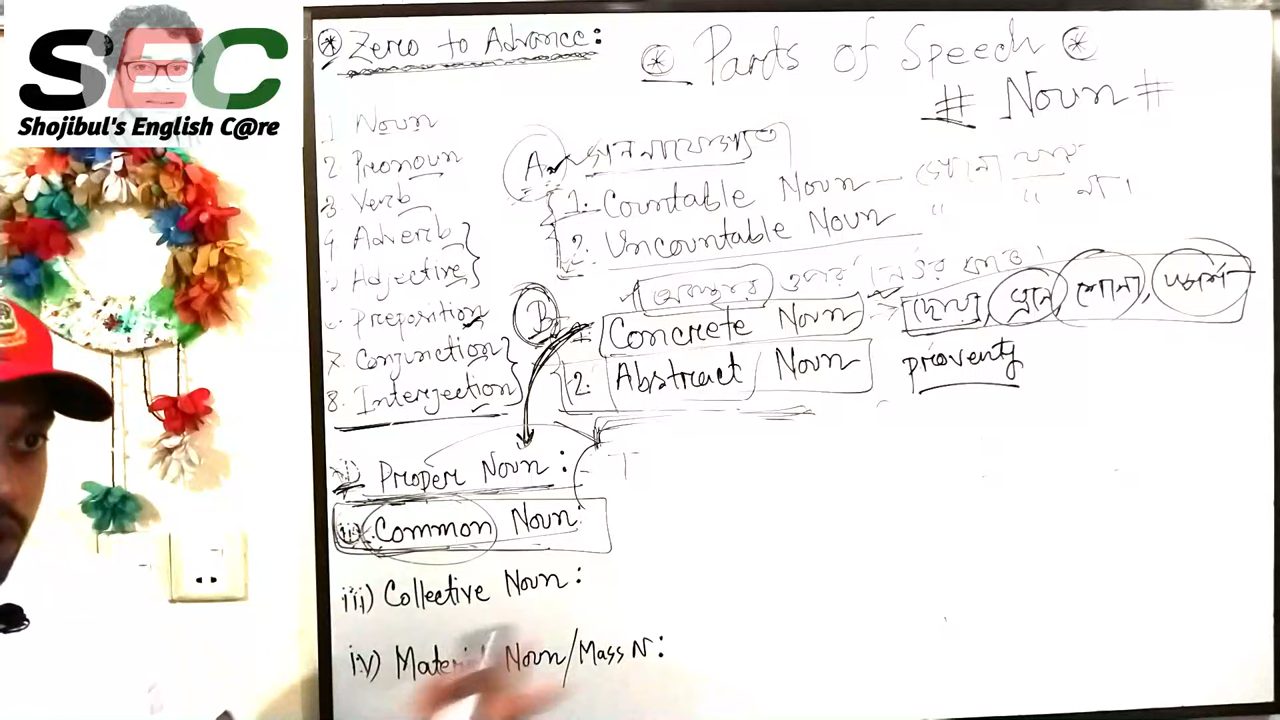 SEC
Shojibul's English C@re
Zero to Advance:
Parts of Speech
# Noun #
1. Noun
2. Pronoun
3. Verb
4. Adverb
5. Adjective
6. Preposition
7. Conjunction
8. Interjection
A
1. Countable Noun –
2. Uncountable Noun " " না।
B
1. Concrete Noun
2. Abstract Noun
দেখা, ঘ্রাণ, শোনা, স্পর্শ
proventy
i) Proper Noun :
ii) Common Noun:
iii) Collective Noun :
iv) Material Noun/Mass N :